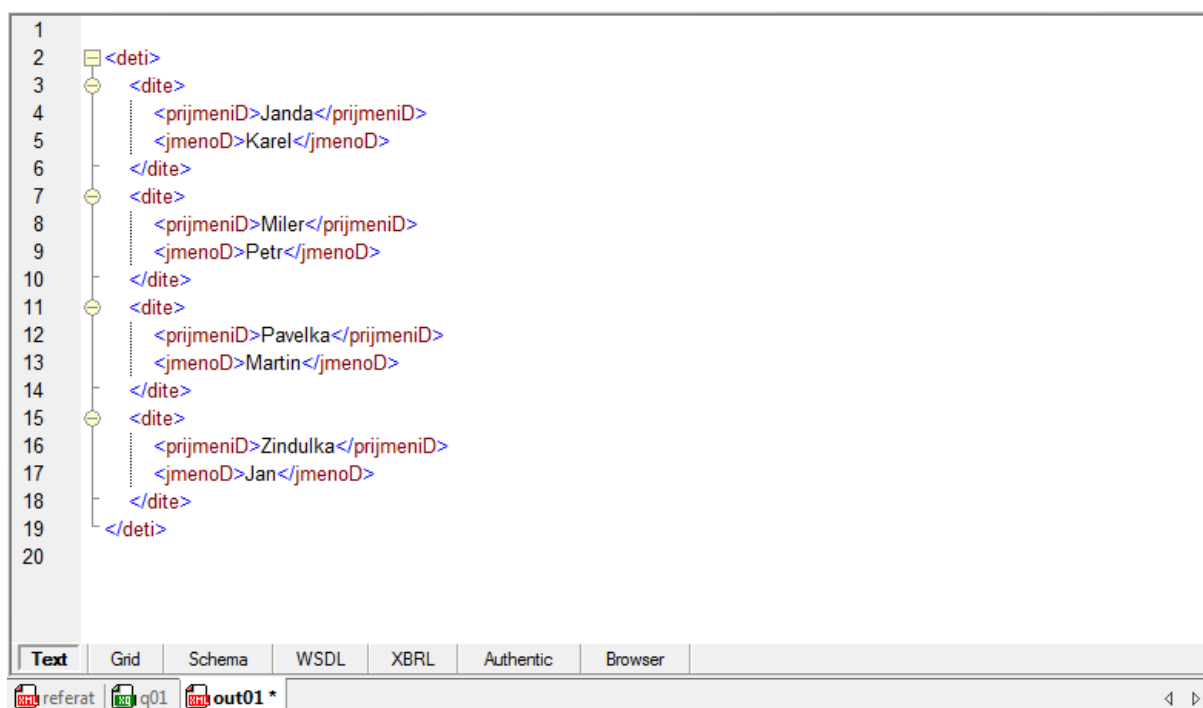 1
2 <deti>
3 <dite>
4 <prijmeniD>Janda</prijmeniD>
5 <jmenoD>Karel</jmenoD>
6 </dite>
7 <dite>
8 <prijmeniD>Miler</prijmeniD>
9 <jmenoD>Petr</jmenoD>
10 </dite>
11 <dite>
12 <prijmeniD>Pavelka</prijmeniD>
13 <jmenoD>Martin</jmenoD>
14 </dite>
15 <dite>
16 <prijmeniD>Zindulka</prijmeniD>
17 <jmenoD>Jan</jmenoD>
18 </dite>
19 </deti>
20
Text Grid Schema WSDL XBRL Authentic Browser
XML referat XQ q01 XML out01 *